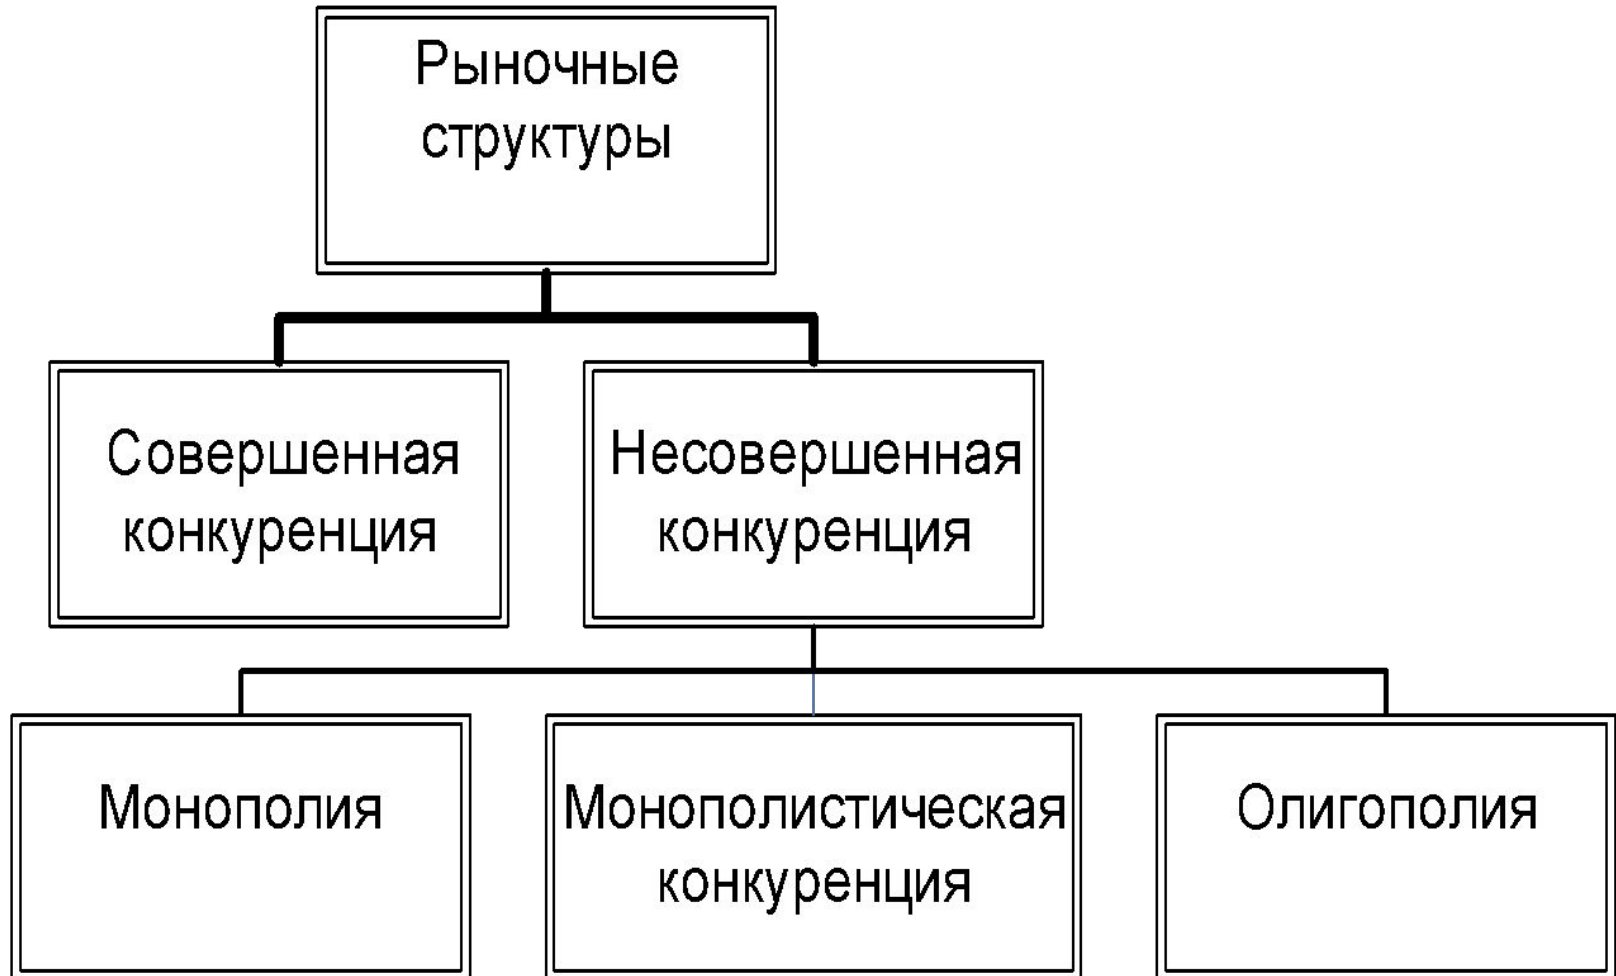 Рыночные
структуры
Совершенная
конкуренция
Несовершенная
конкуренция
Монополия
Монополистическая
конкуренция
Олигополия